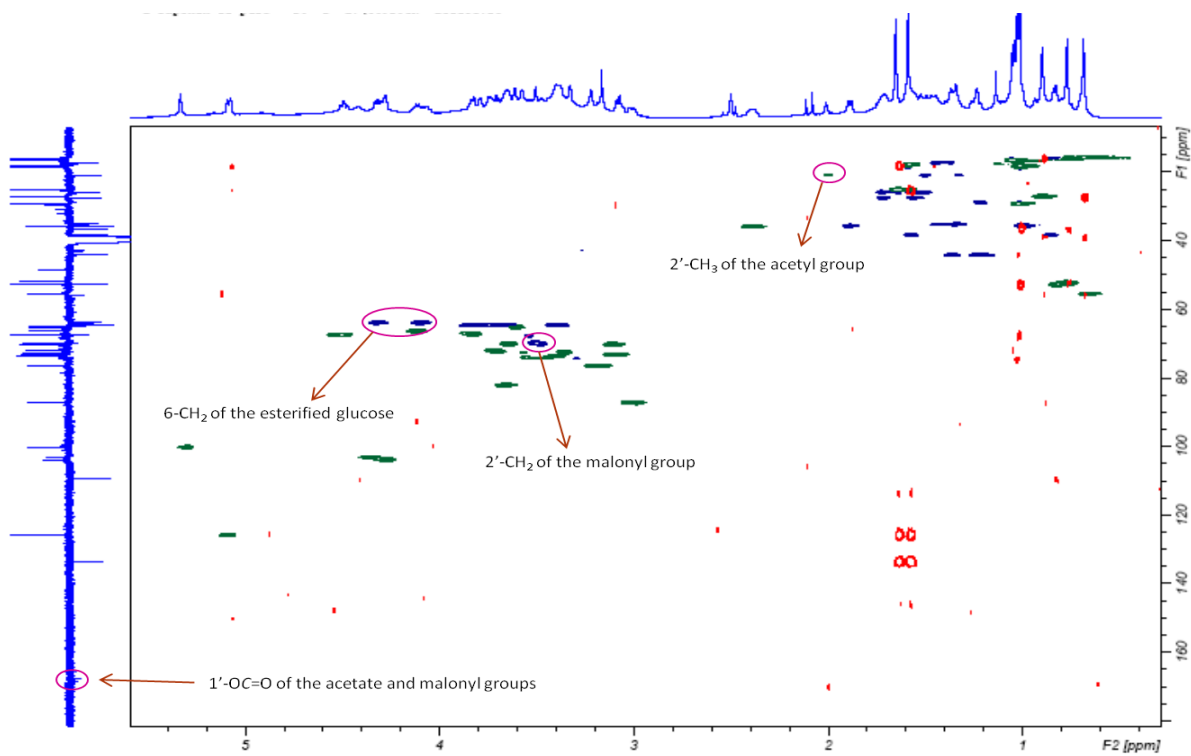 F1 [ppm]
40
60
80
100
120
140
160
2'-CH₃ of the acetyl group
6-CH₂ of the esterified glucose
2'-CH₂ of the malonyl group
1'-OC=O of the acetate and malonyl groups
5
4
3
2
1
F2 [ppm]